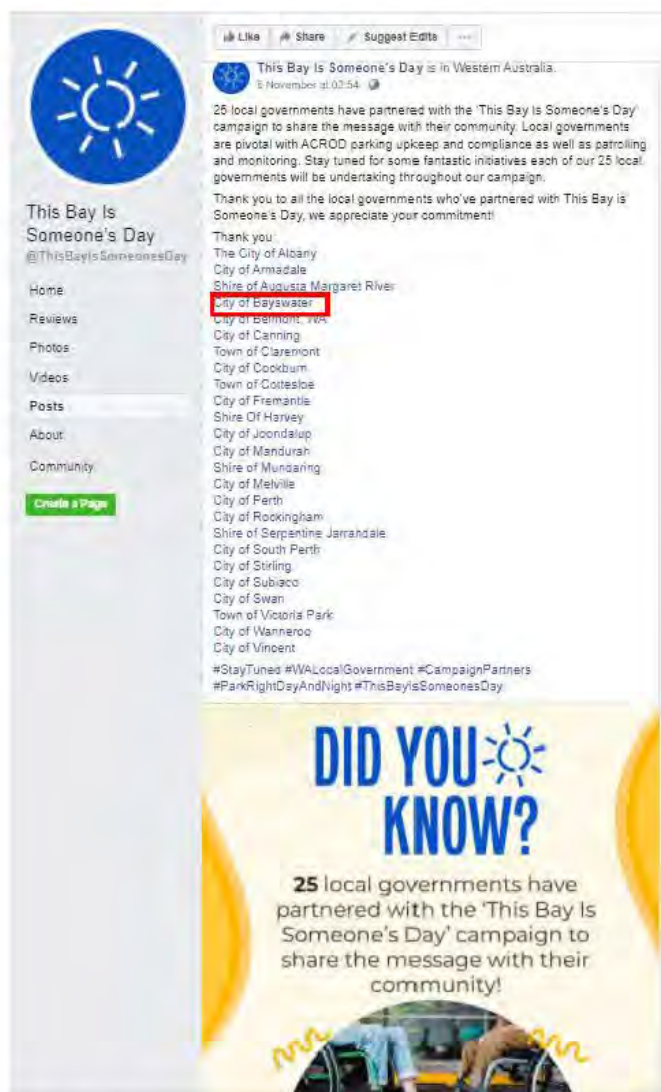 Like Share Suggest Edits ...
This Bay Is Someone's Day is in Western Australia.
5 November at 02:54
25 local governments have partnered with the 'This Bay Is Someone's Day'
campaign to share the message with their community. Local governments
are pivotal with ACROD parking upkeep and compliance as well as patrolling
and monitoring. Stay tuned for some fantastic initiatives each of our 25 local
governments will be undertaking throughout our campaign.
Thank you to all the local governments who've partnered with This Bay is
Someone's Day, we appreciate your commitment!
Thank you
The City of Albany
City of Armadale
Shire of Augusta Margaret River
City of Bayswater
City of Belmont, WA
City of Canning
Town of Claremont
City of Cockburn
Town of Cottesloe
City of Fremantle
Shire Of Harvey
City of Joondalup
City of Mandurah
Shire of Mundaring
City of Melville
City of Perth
City of Rockingham
Shire of Serpentine Jarrahdale
City of South Perth
City of Stirling
City of Subiaco
City of Swan
Town of Victoria Park
City of Wanneroo
City of Vincent
#StayTuned #WALocalGovernment #CampaignPartners
#ParkRightDayAndNight #ThisBayIsSomeonesDay
This Bay Is
Someone's Day
@ThisBayIsSomeonesDay
Home
Reviews
Photos
Videos
Posts
About
Community
Create a Page
DID YOU
KNOW?
25 local governments have
partnered with the 'This Bay Is
Someone's Day' campaign to
share the message with their
community!